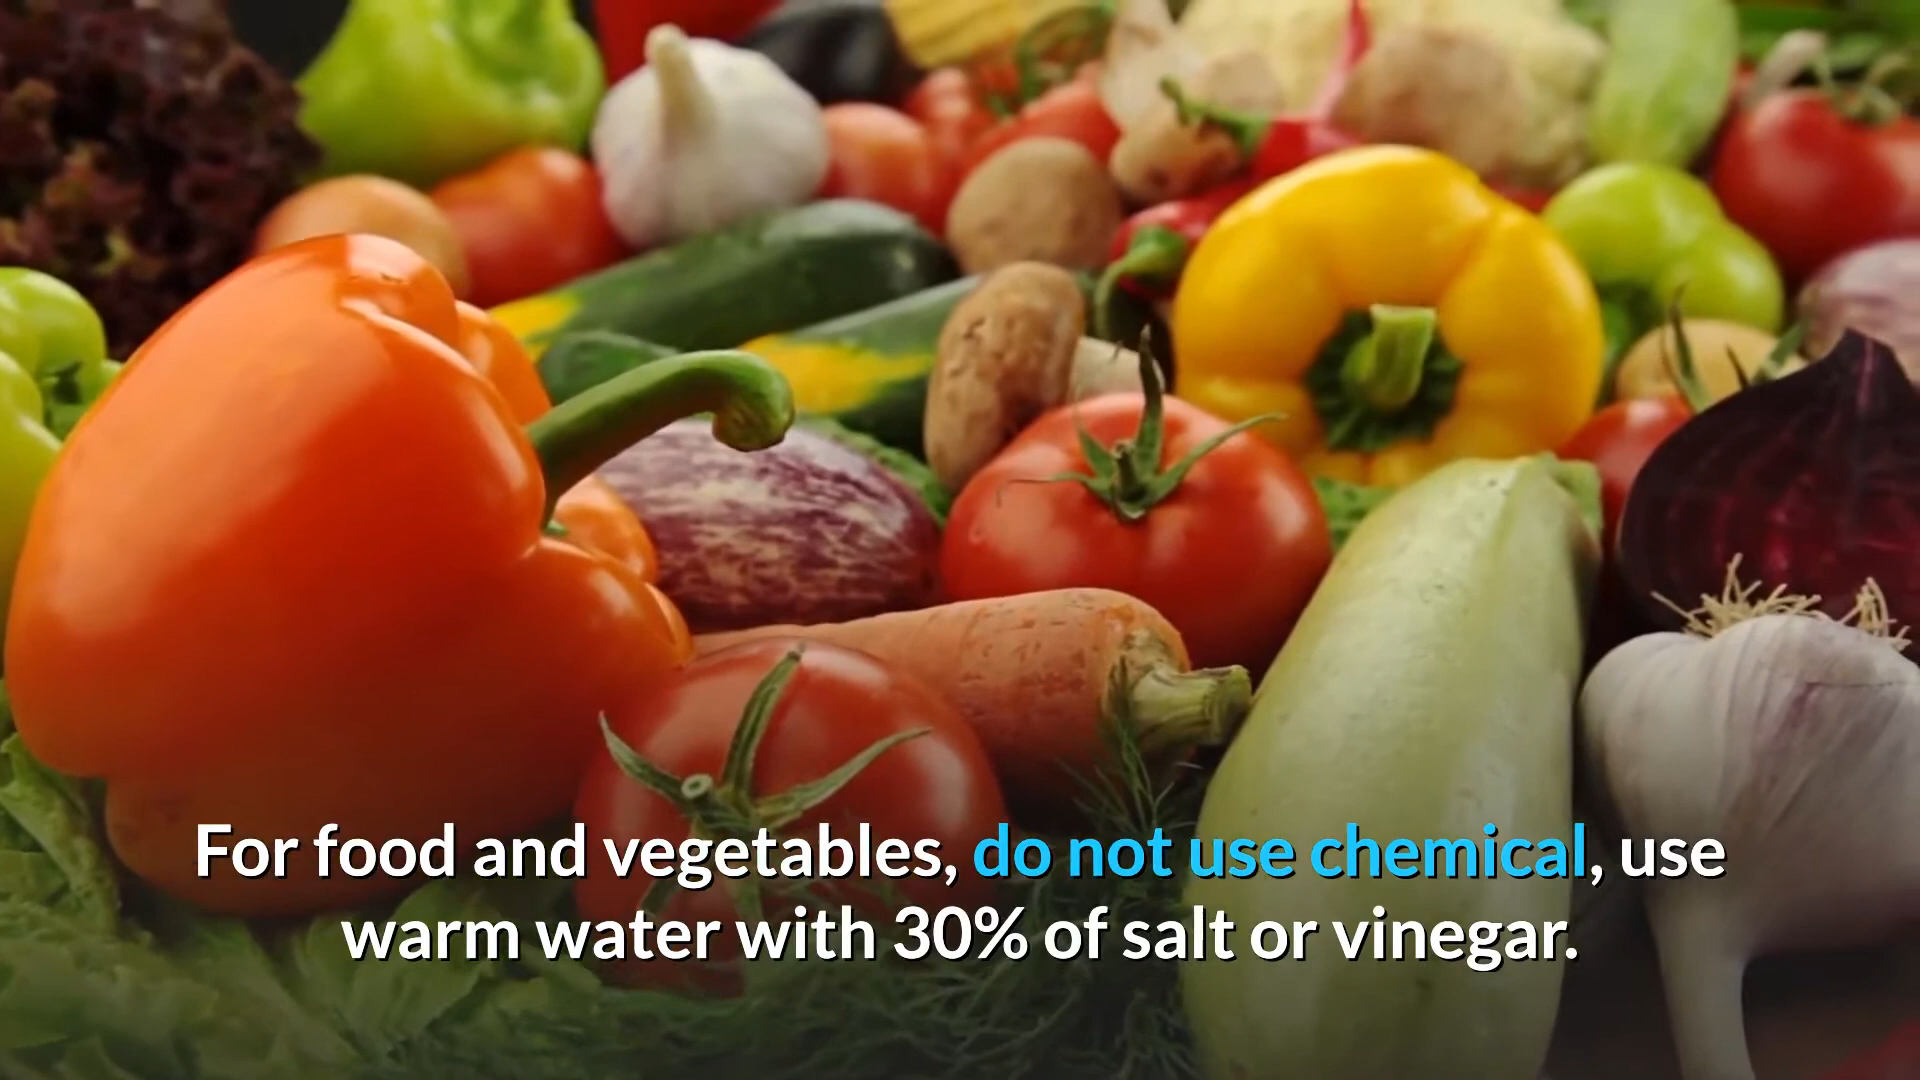 For food and vegetables, do not use chemical, use
warm water with 30% of salt or vinegar.